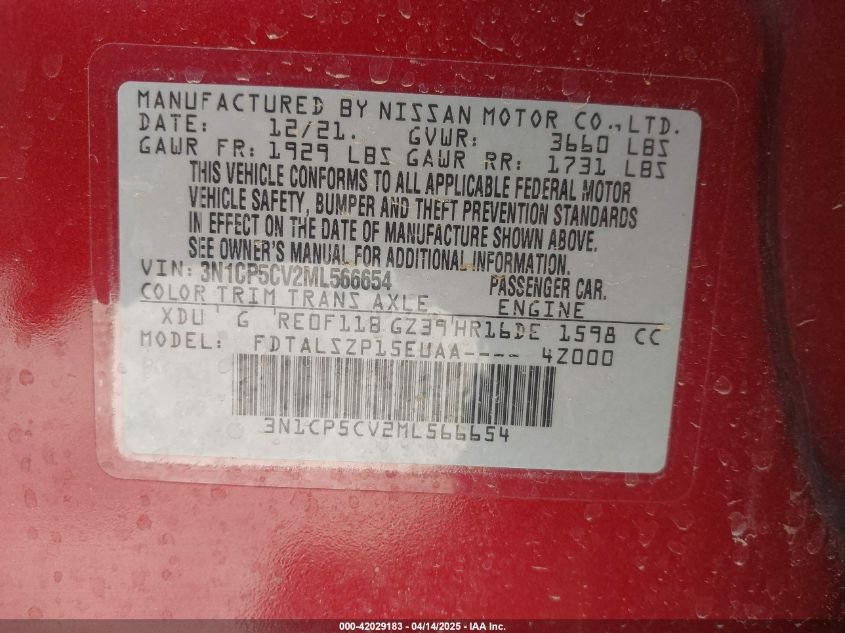 MANUFACTURED BY NISSAN MOTOR CO., LTD.
DATE: 12/21. GVWR: 3660 LBS
GAWR FR: 1929 LBS GAWR RR: 1731 LBS
THIS VEHICLE CONFORMS TO ALL APPLICABLE FEDERAL MOTOR
VEHICLE SAFETY, BUMPER AND THEFT PREVENTION STANDARDS
IN EFFECT ON THE DATE OF MANUFACTURE SHOWN ABOVE.
SEE OWNER'S MANUAL FOR ADDITIONAL INFORMATION.
VIN: 3N1CP5CV2ML566654 PASSENGER CAR.
COLOR TRIM TRANS AXLE ENGINE
XDU G RE0F11B GZ39 HR16DE 1598 CC
MODEL: FDTALSZP15EUAA---- 4Z000
3N1CP5CV2ML566654
000-42029183 - 04/14/2025 - IAA Inc.